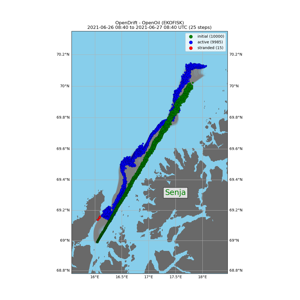 OpenDrift - OpenOil (EKOFISK)
2021-06-26 08:40 to 2021-06-27 08:40 UTC (25 steps)
initial (10000)
active (9985)
stranded (15)
70.2°N 70.2°N
70°N 70°N
69.8°N 69.8°N
69.6°N 69.6°N
69.4°N 69.4°N
Senja
69.2°N 69.2°N
69°N 69°N
68.8°N 68.8°N
16°E 16.5°E 17°E 17.5°E 18°E